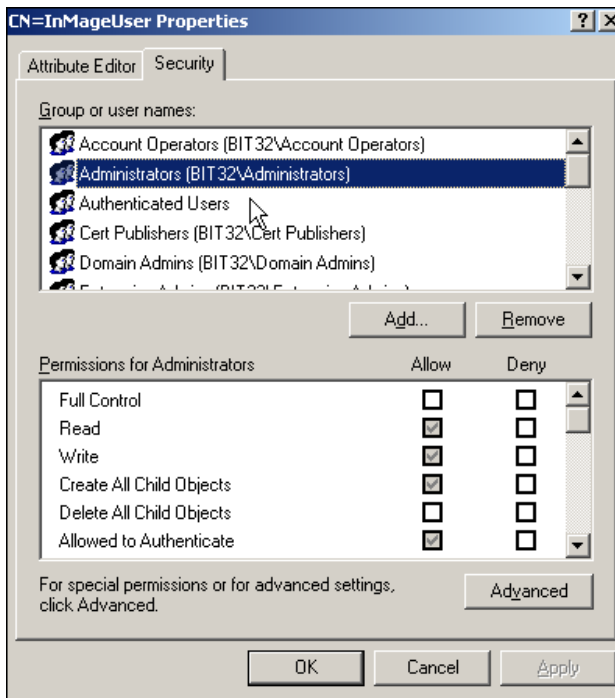 CN=InMageUser Properties
Attribute Editor
Security
Group or user names:
Account Operators (BIT32\Account Operators)
Administrators (BIT32\Administrators)
Authenticated Users
Cert Publishers (BIT32\Cert Publishers)
Domain Admins (BIT32\Domain Admins)
Add...
Remove
Permissions for Administrators
Allow
Deny
Full Control
Read
Write
Create All Child Objects
Delete All Child Objects
Allowed to Authenticate
For special permissions or for advanced settings,
click Advanced.
Advanced
OK
Cancel
Apply